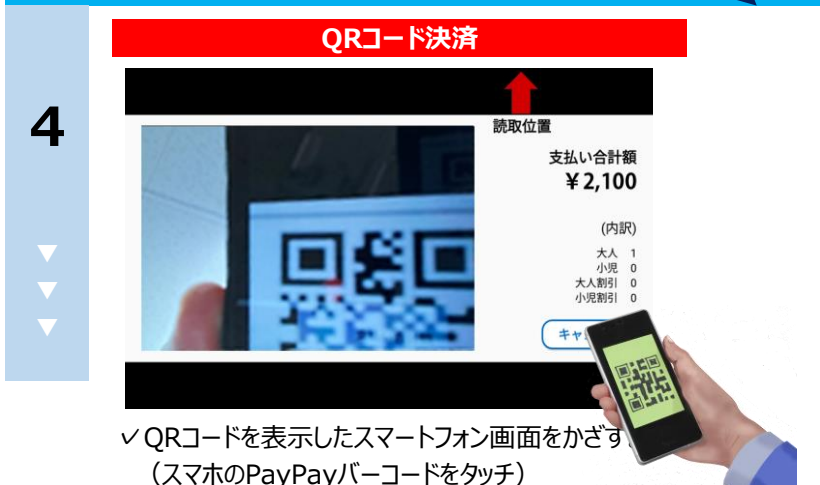 QRコード決済
4
読取位置
支払い合計額
¥2,100
(内訳)
大人 1
小児 0
大人割引 0
小児割引 0
キャ
✓QRコードを表示したスマートフォン画面をかざす
（スマホのPayPayバーコードをタッチ）